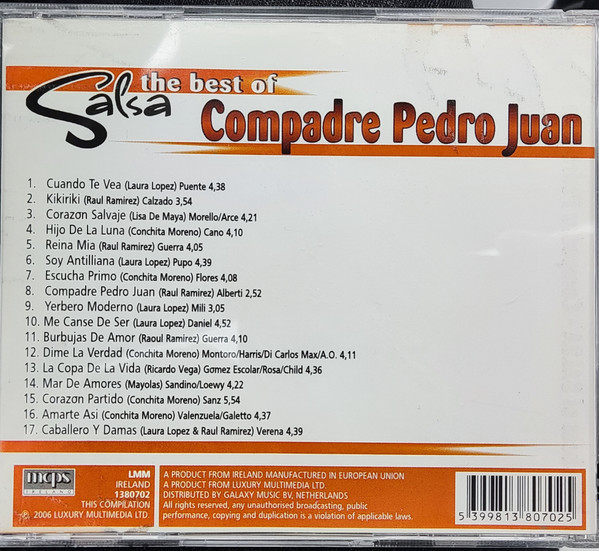 the best of
Salsa
Compadre Pedro Juan
1. Cuando Te Vea (Laura Lopez) Puente 4,38
2. Kikiriki (Raul Ramirez) Calzado 3,54
3. Corazon Salvaje (Lisa De Maya) Morello/Arce 4,21
4. Hijo De La Luna (Conchita Moreno) Cano 4,10
5. Reina Mia (Raul Ramirez) Guerra 4,05
6. Soy Antilliana (Laura Lopez) Pupo 4,39
7. Escucha Primo (Conchita Moreno) Flores 4,08
8. Compadre Pedro Juan (Raul Ramirez) Alberti 2,52
9. Yerbero Moderno (Laura Lopez) Mili 3,05
10. Me Canse De Ser (Laura Lopez) Daniel 4,52
11. Burbujas De Amor (Raoul Ramirez) Guerra 4,10
12. Dime La Verdad (Conchita Moreno) Montoro/Harris/Di Carlos Max/A.O. 4,11
13. La Copa De La Vida (Ricardo Vega) Gomez Escolar/Rosa/Child 4,36
14. Mar De Amores (Mayolas) Sandino/Loewy 4,22
15. Corazon Partido (Conchita Moreno) Sanz 5,54
16. Amarte Asi (Conchita Moreno) Valenzuela/Galetto 4,37
17. Caballero Y Damas (Laura Lopez & Raul Ramirez) Verena 4,39
mcps
IRELAND
LMM
IRELAND
1380702
THIS COMPILATION
© 2006 LUXURY MULTIMEDIA LTD.
A PRODUCT FROM IRELAND MANUFACTURED IN EUROPEAN UNION
A PRODUCT FROM LUXURY MULTIMEDIA LTD.
DISTRIBUTED BY GALAXY MUSIC BV, NETHERLANDS
All rights reserved, any unauthorised broadcasting, public
performance, copying and duplication is a violation of applicable laws.
5 399813 807025